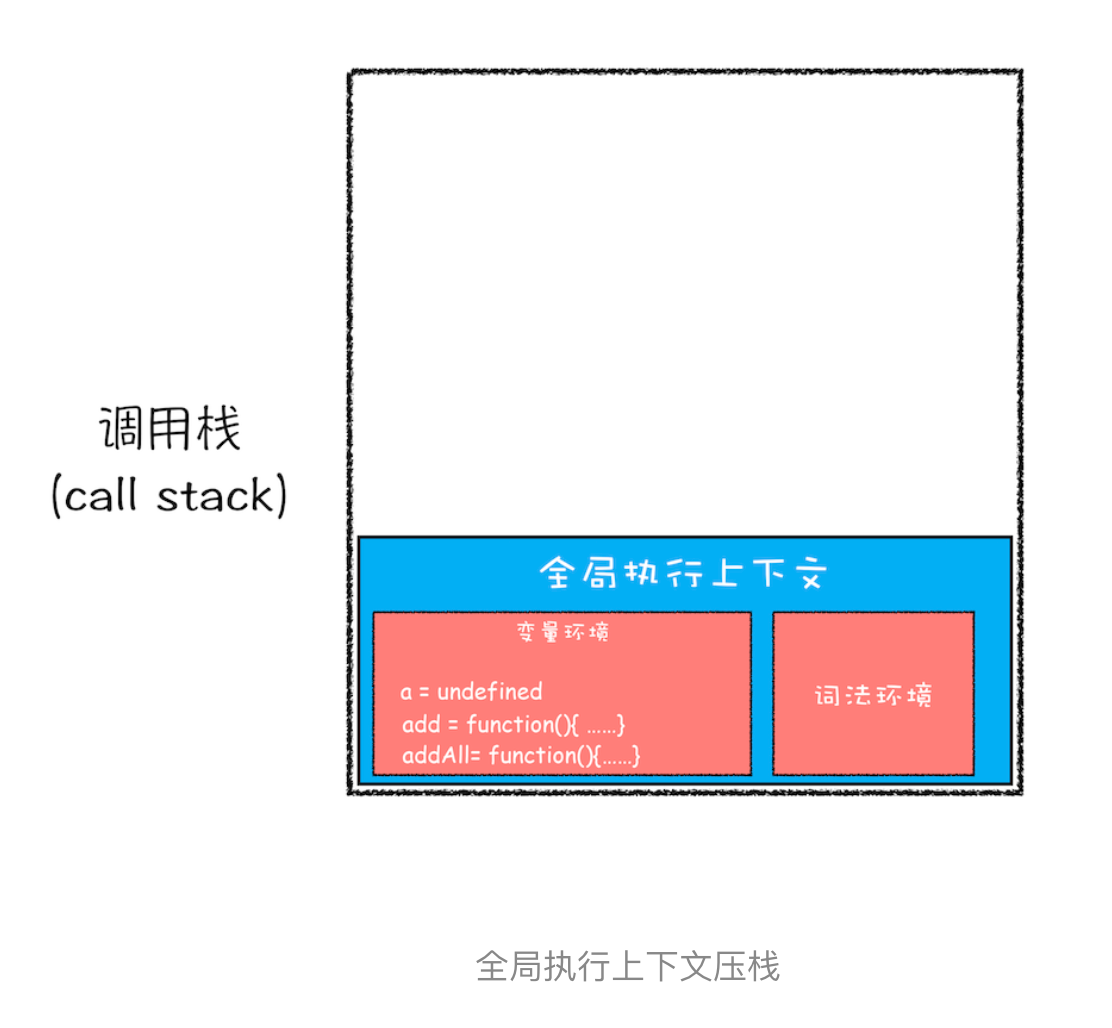 调用栈
(call stack)
全局执行上下文
变量环境
a = undefined
add = function(){ ……}
addAll= function(){……}
词法环境
全局执行上下文压栈